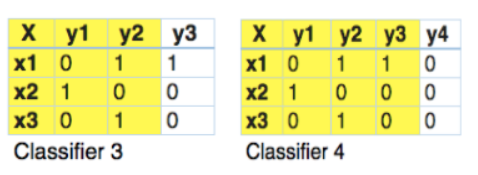 X y1 y2 y3
x1 0 1 1
x2 1 0 0
x3 0 1 0
Classifier 3
X y1 y2 y3 y4
x1 0 1 1 0
x2 1 0 0 0
x3 0 1 0 0
Classifier 4